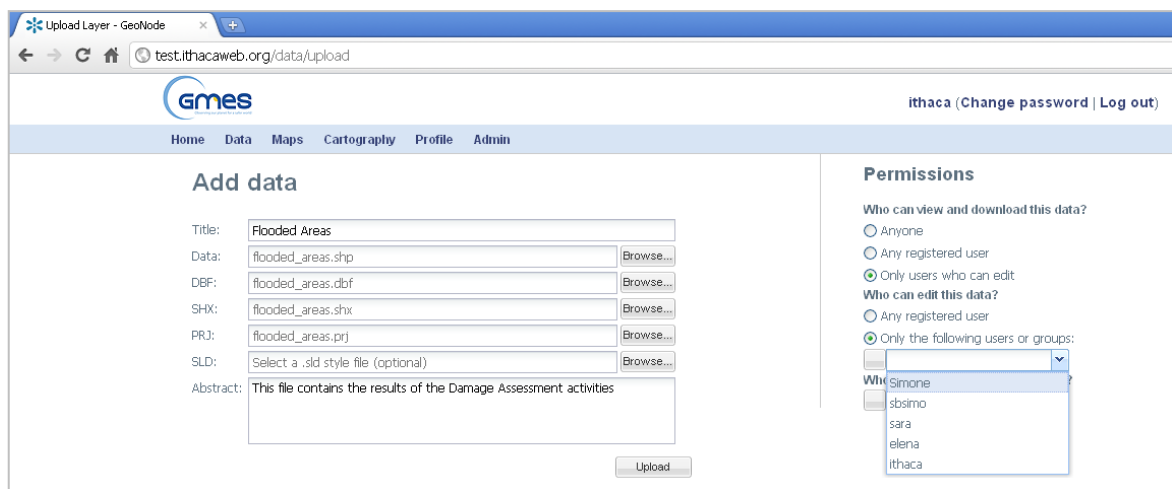 Upload Layer - GeoNode
test.ithacaweb.org/data/upload
GMES
ithaca (Change password | Log out)
Home Data Maps Cartography Profile Admin
Add data
Title: Flooded Areas
Data: flooded_areas.shp Browse...
DBF: flooded_areas.dbf Browse...
SHX: flooded_areas.shx Browse...
PRJ: flooded_areas.prj Browse...
SLD: Select a .sld style file (optional) Browse...
Abstract: This file contains the results of the Damage Assessment activities
Upload
Permissions
Who can view and download this data?
Anyone
Any registered user
Only users who can edit
Who can edit this data?
Any registered user
Only the following users or groups:
Simone
sbsimo
sara
elena
ithaca